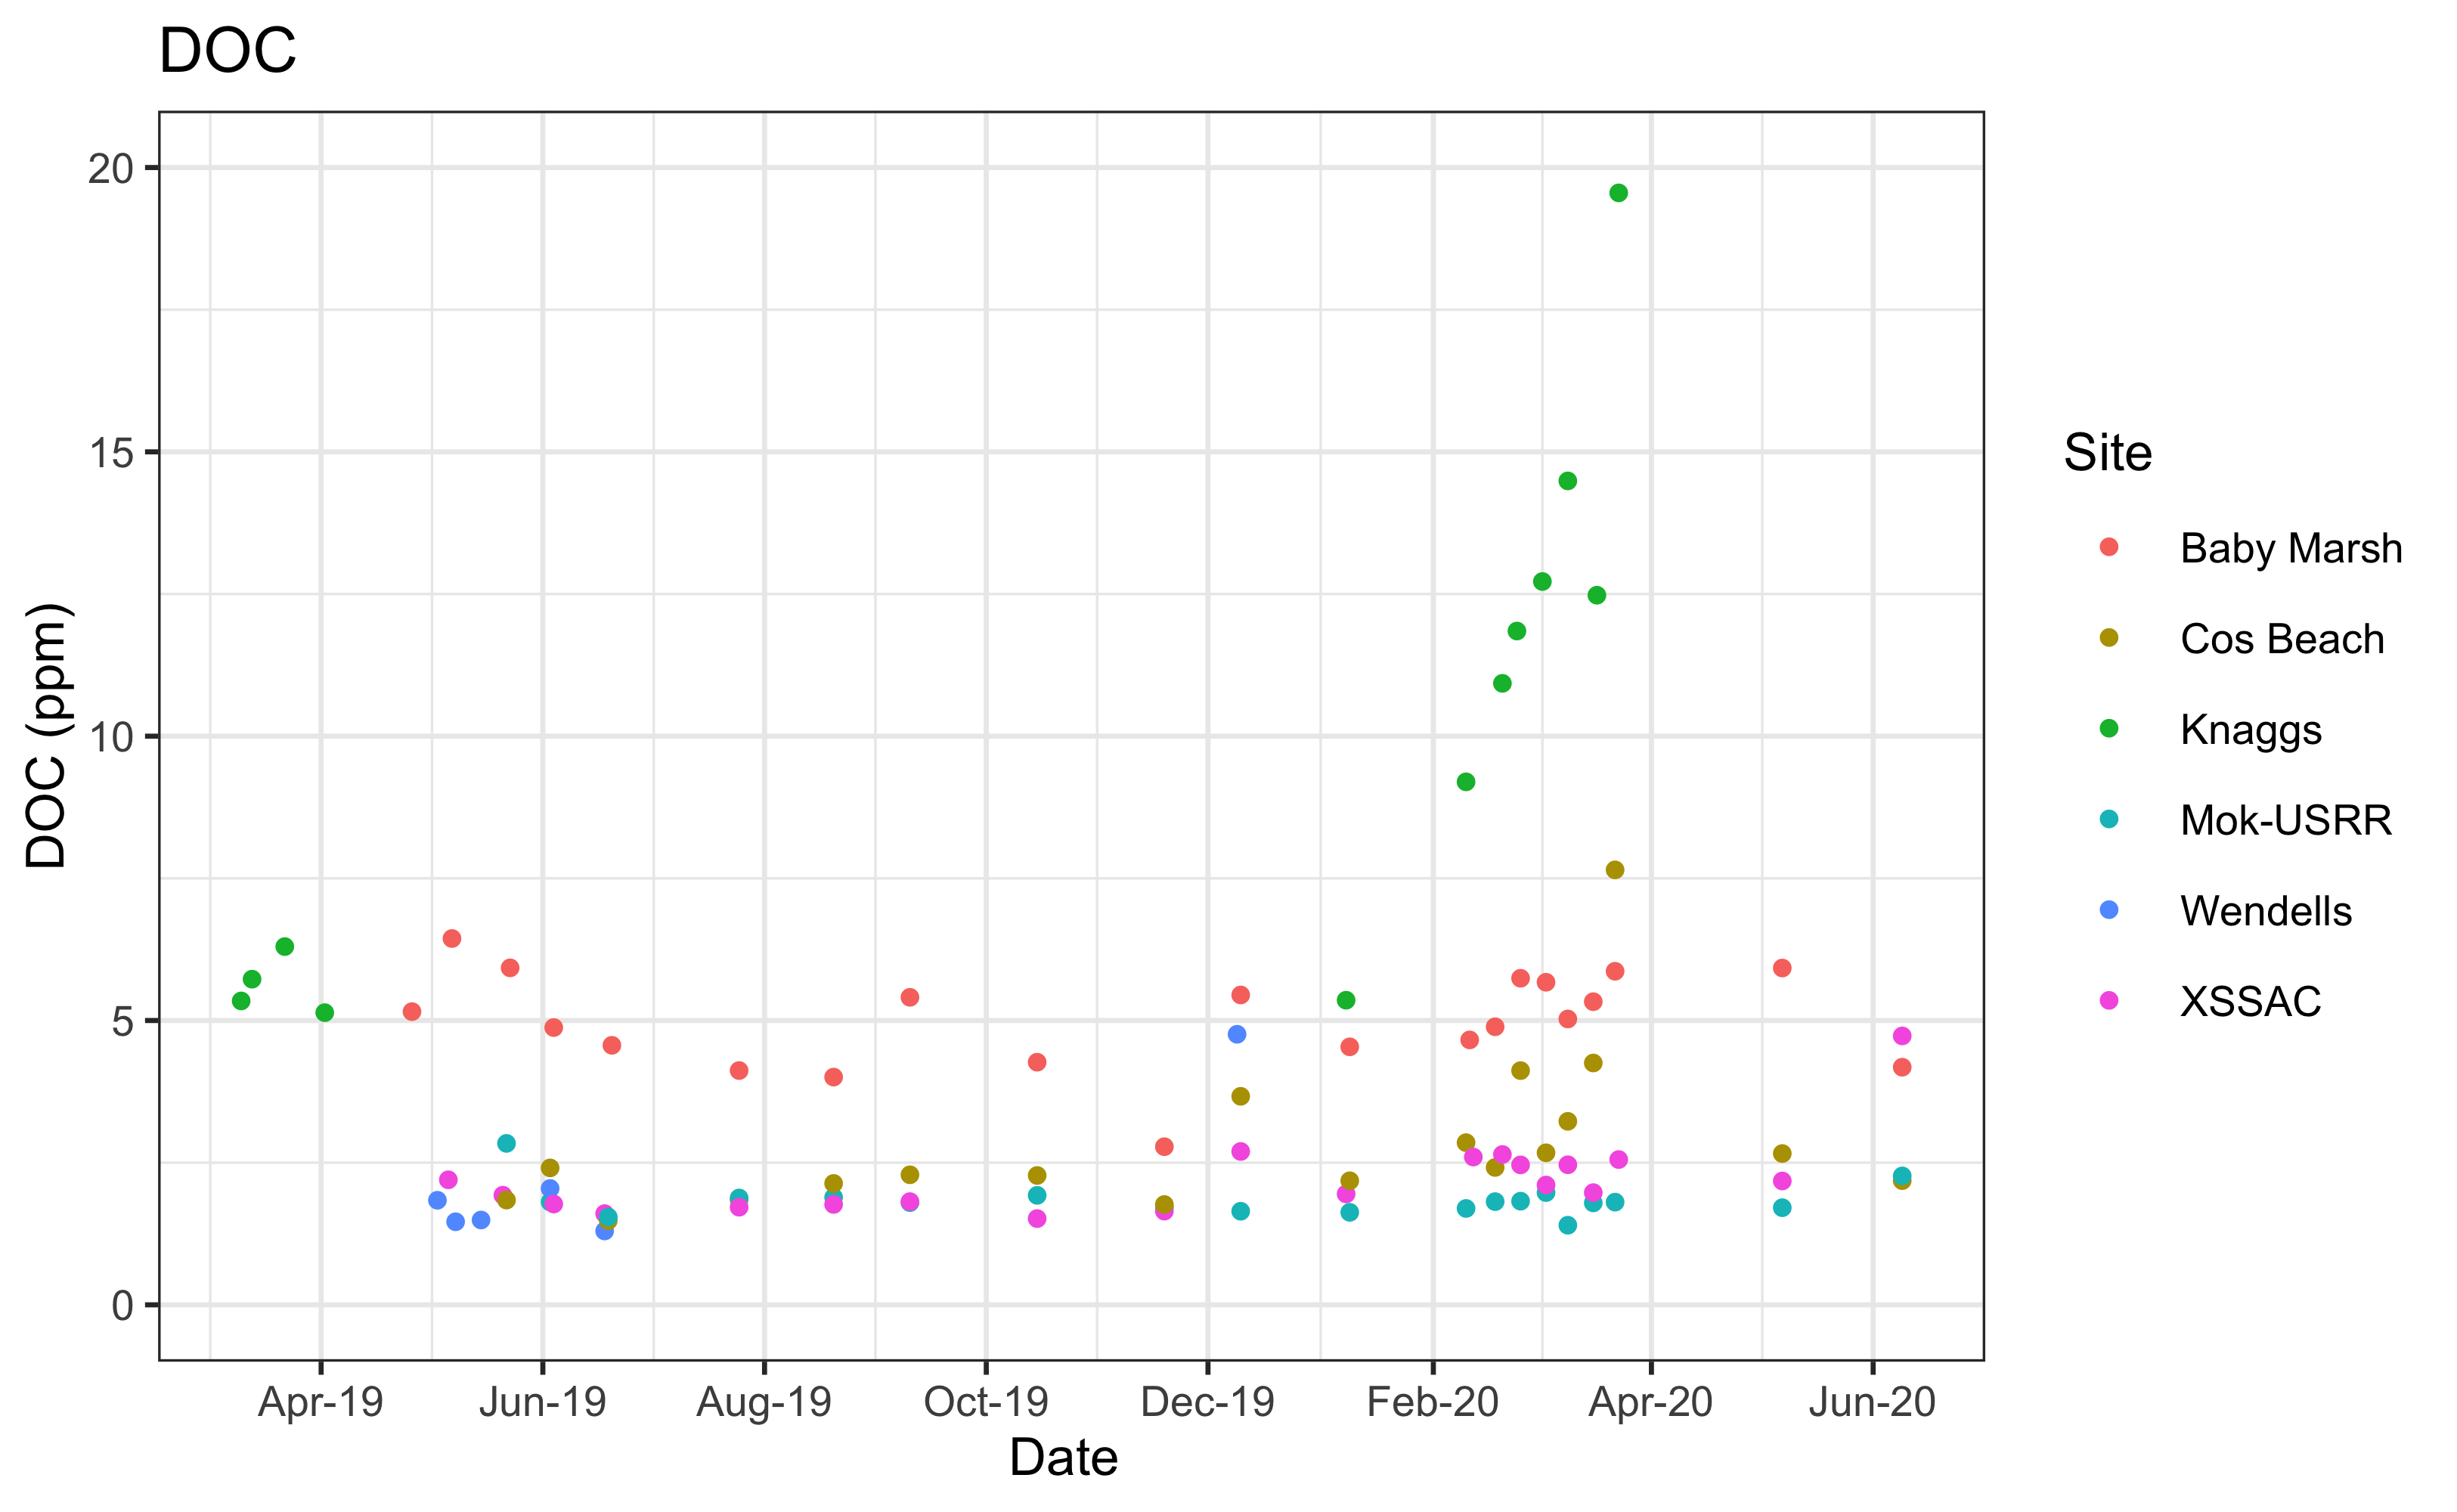 DOC
20
15
10
5
0
DOC (ppm)
Apr-19 Jun-19 Aug-19 Oct-19 Dec-19 Feb-20 Apr-20 Jun-20
Date
Site
Baby Marsh
Cos Beach
Knaggs
Mok-USRR
Wendells
XSSAC